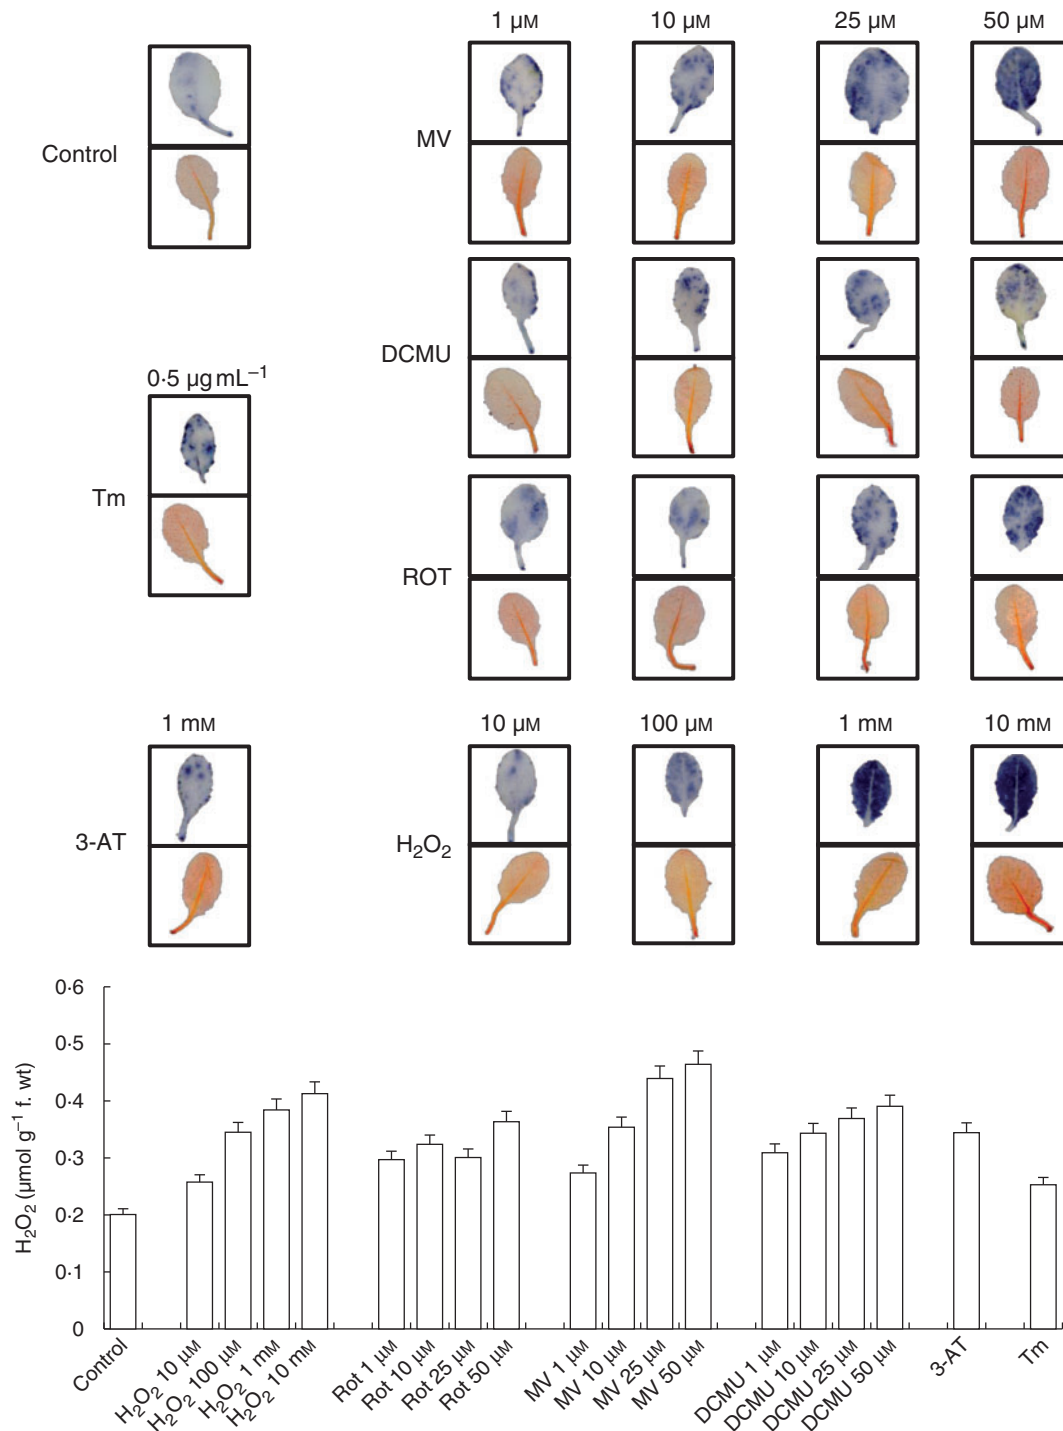 1 µM 10 µM 25 µM 50 µM
Control
MV
DCMU
0·5 µg mL⁻¹
Tm
ROT
1 mM 10 µM 100 µM 1 mM 10 mM
3-AT
H₂O₂
0·6
0·5
0·4
0·3
0·2
0·1
0
H₂O₂ (µmol g⁻¹ f. wt)
Control
H₂O₂ 10 µM
H₂O₂ 100 µM
H₂O₂ 1 mM
H₂O₂ 10 mM
Rot 1 µM
Rot 10 µM
Rot 25 µM
Rot 50 µM
MV 1 µM
MV 10 µM
MV 25 µM
MV 50 µM
DCMU 1 µM
DCMU 10 µM
DCMU 25 µM
DCMU 50 µM
3-AT
Tm